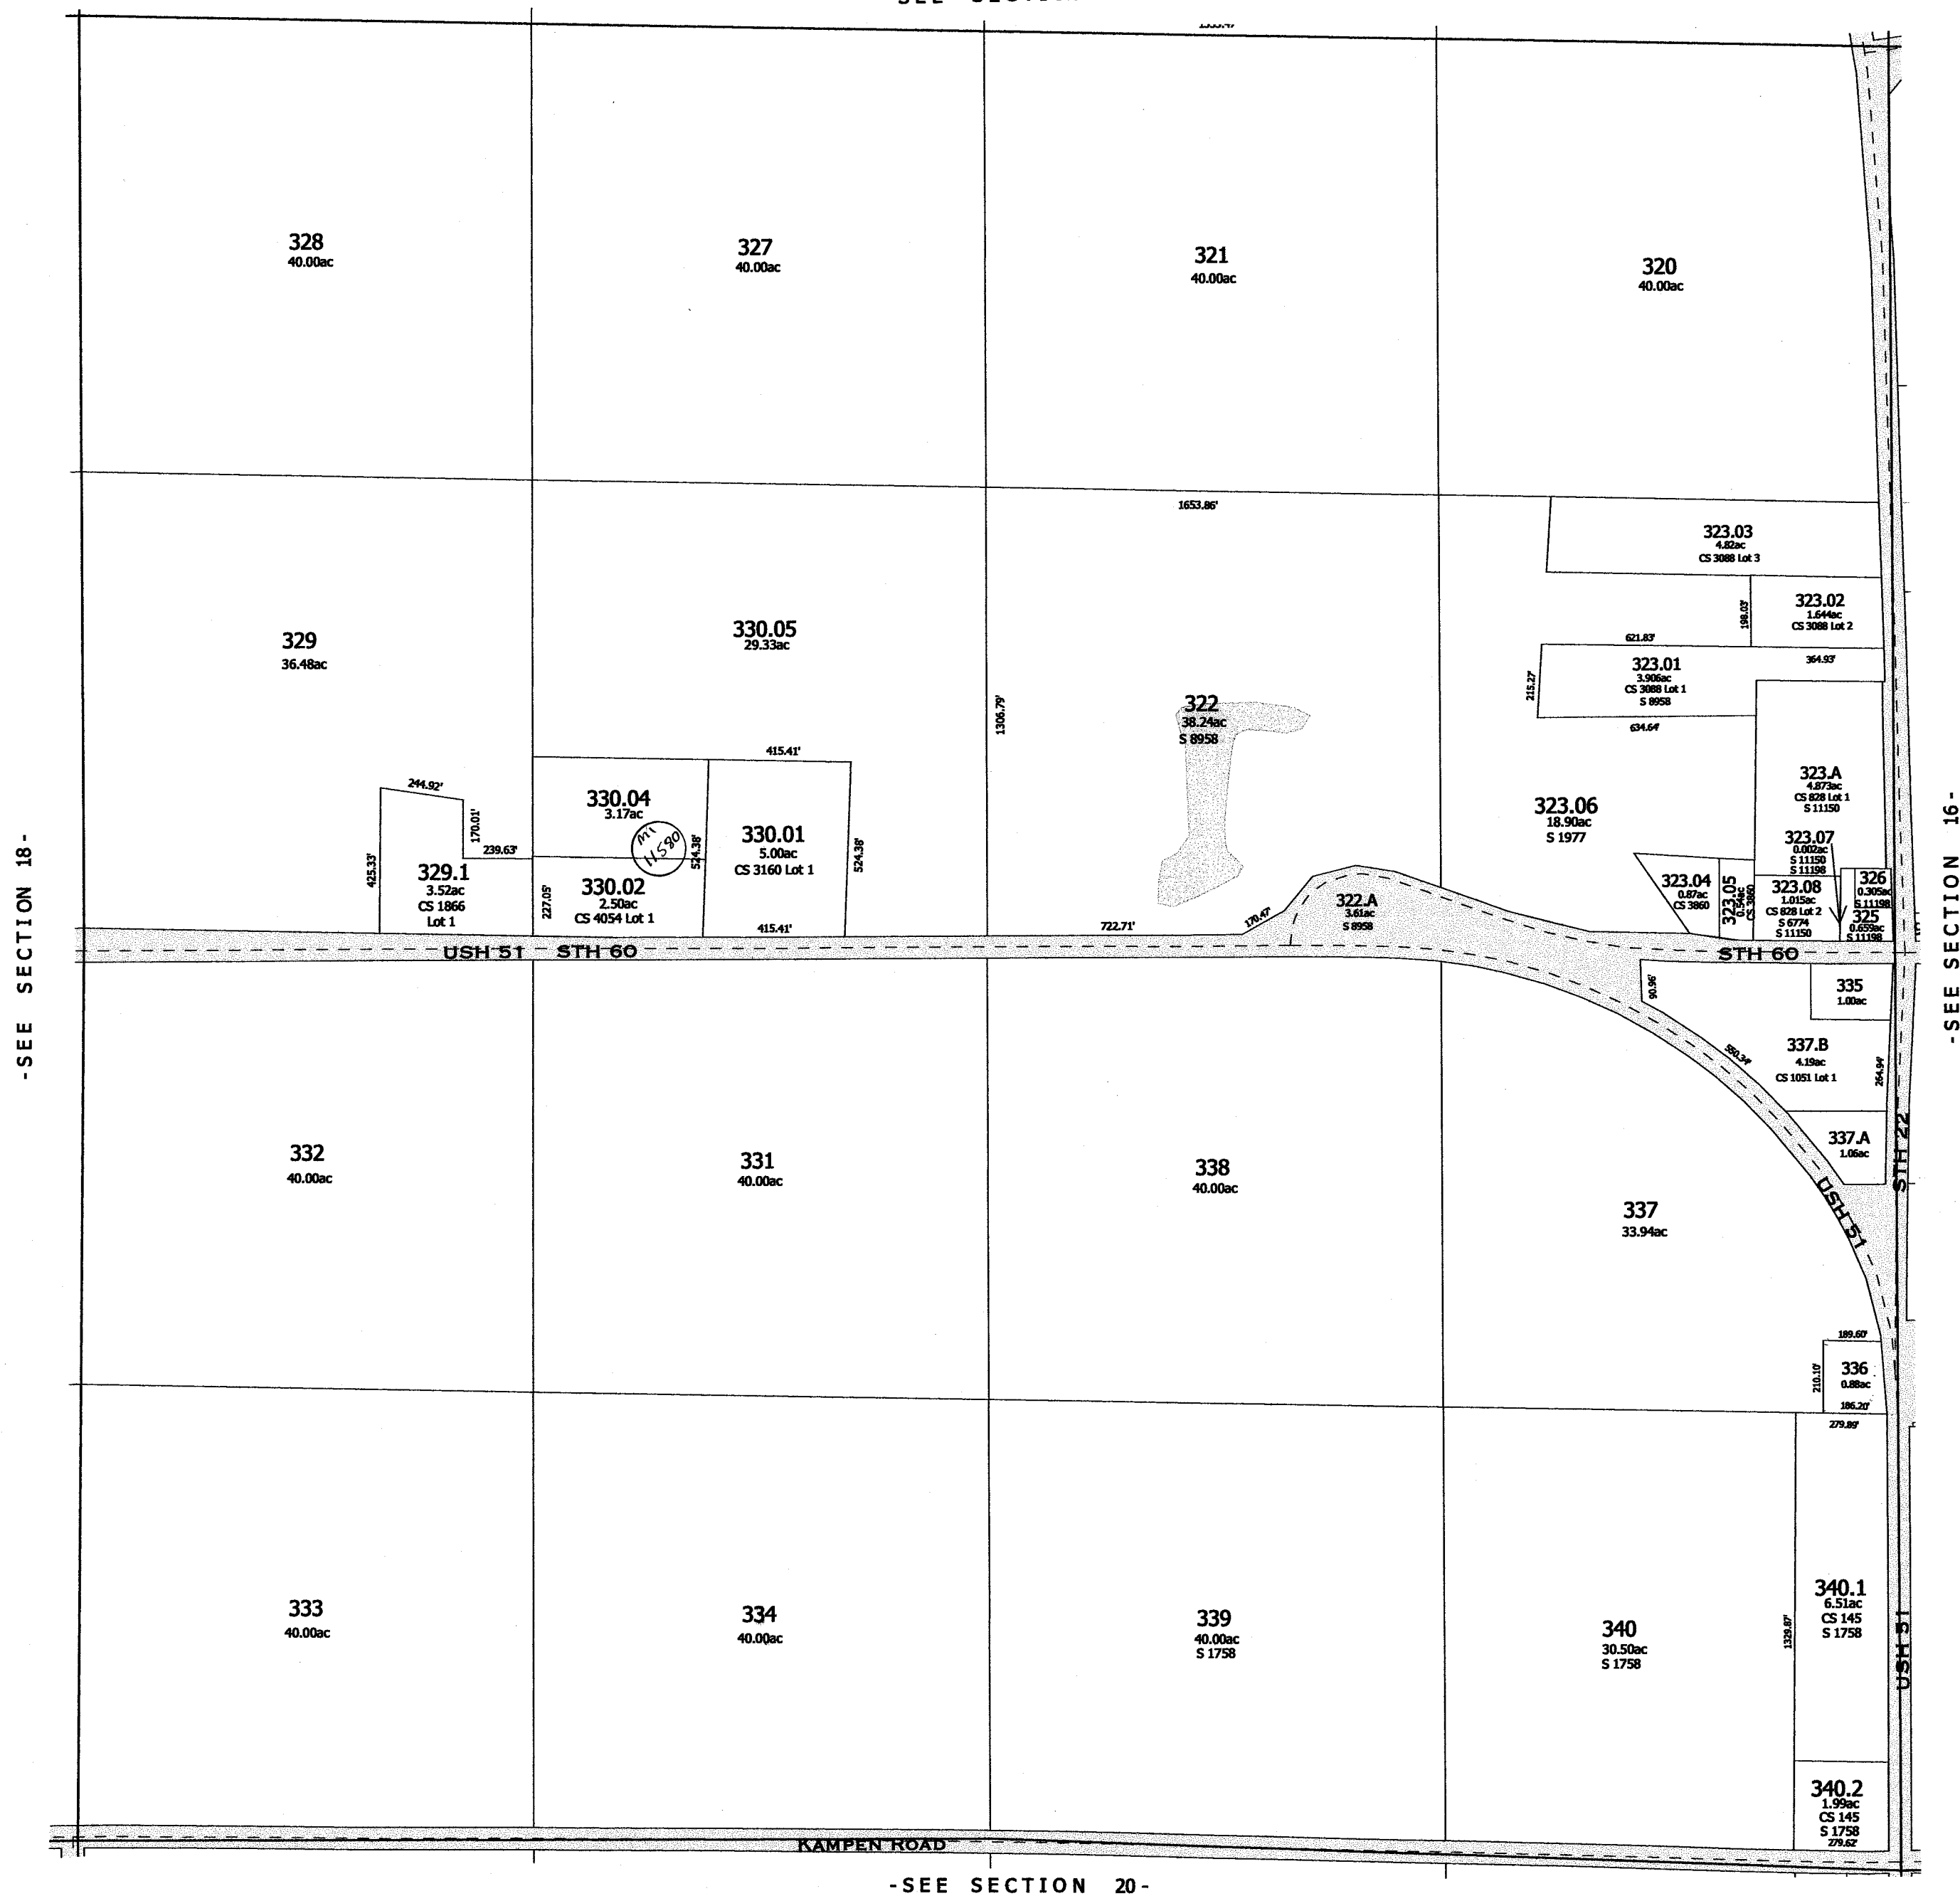 328
40.00ac
327
40.00ac
321
40.00ac
320
40.00ac
1653.86'
323.03
4.82ac
CS 3088 Lot 3
323.02
1.644ac
CS 3088 Lot 2
198.03'
621.83'
364.93'
323.01
3.906ac
CS 3088 Lot 1
S 8958
215.27'
634.64'
329
36.48ac
330.05
29.33ac
1306.79'
322
38.24ac
S 8958
415.41'
244.92'
170.01'
239.63'
425.33'
329.1
3.52ac
CS 1866
Lot 1
330.04
3.17ac
M1
11580
524.38'
330.01
5.00ac
CS 3160 Lot 1
524.38'
227.05'
330.02
2.50ac
CS 4054 Lot 1
415.41'
722.71'
170.47'
322.A
3.61ac
S 8958
323.06
18.90ac
S 1977
323.A
4.873ac
CS 828 Lot 1
S 11150
323.07
0.002ac
S 11150
S 11198
323.04
0.87ac
CS 3860
323.05
0.54ac
CS 3860
323.08
1.015ac
CS 828 Lot 2
S 6774
S 11150
326
0.305ac
S 11198
325
0.659ac
S 11198
-SEE SECTION 18-
-SEE SECTION 16-
USH 51 STH 60
STH 60
90.96'
335
1.00ac
550.34'
337.B
4.19ac
CS 1051 Lot 1
264.94'
337.A
1.06ac
STH 22
USH 51
332
40.00ac
331
40.00ac
338
40.00ac
337
33.94ac
189.60'
210.10'
336
0.88ac
186.20'
279.89'
333
40.00ac
334
40.00ac
339
40.00ac
S 1758
340
30.50ac
S 1758
1329.87'
340.1
6.51ac
CS 145
S 1758
USH 51
340.2
1.99ac
CS 145
S 1758
279.62'
KAMPEN ROAD
-SEE SECTION 20-